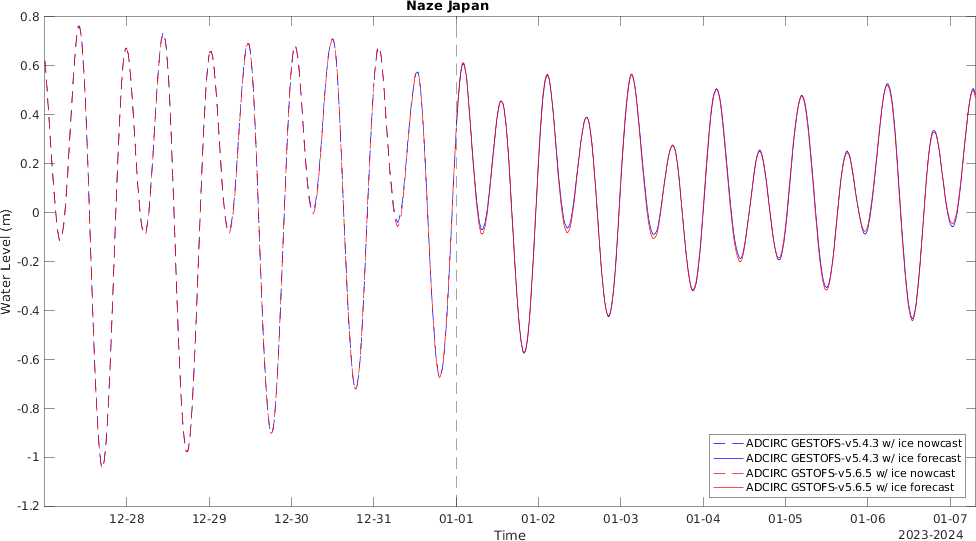 Naze Japan
0.8
0.6
0.4
0.2
0
-0.2
-0.4
-0.6
-0.8
-1
-1.2
Water Level (m)
12-28 12-29 12-30 12-31 01-01 01-02 01-03 01-04 01-05 01-06 01-07
Time
2023-2024
ADCIRC GESTOFS-v5.4.3 w/ ice nowcast
ADCIRC GESTOFS-v5.4.3 w/ ice forecast
ADCIRC GSTOFS-v5.6.5 w/ ice nowcast
ADCIRC GSTOFS-v5.6.5 w/ ice forecast